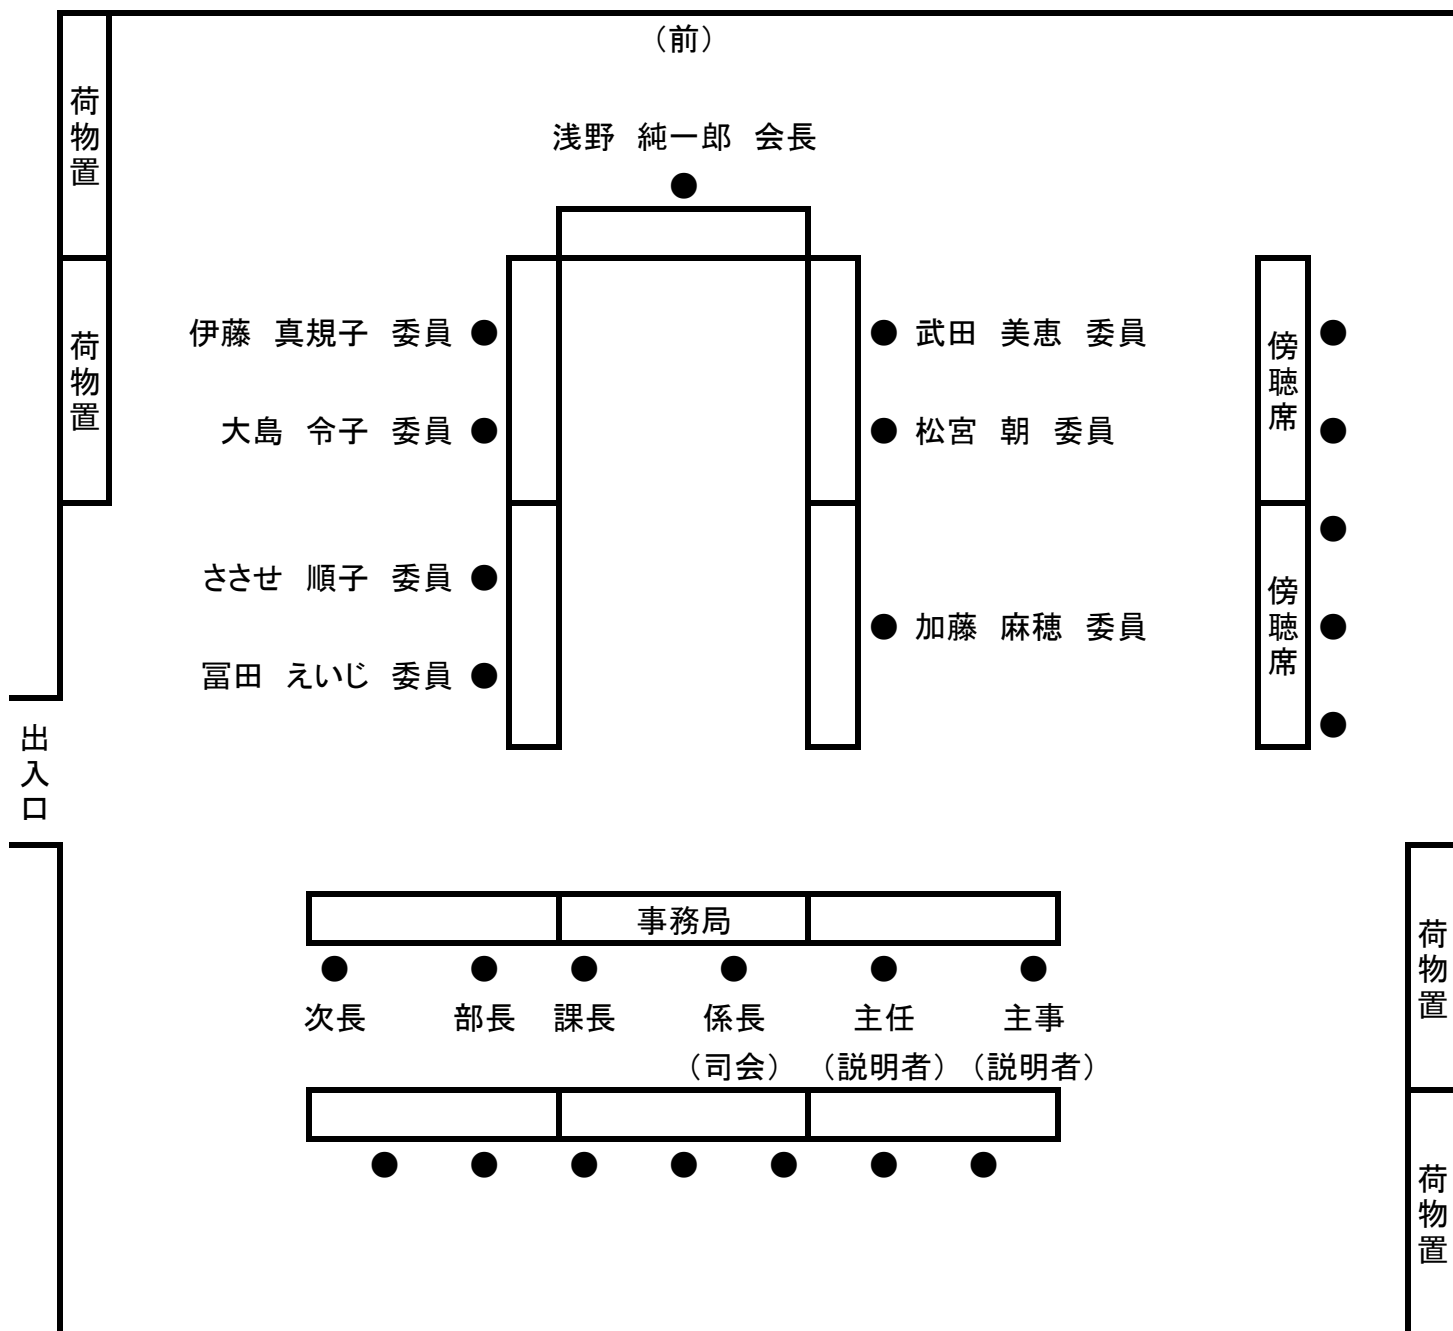 （前）
荷物置
浅野 純一郎 会長
荷物置
伊藤 真規子 委員
武田 美恵 委員
傍聴席
大島 令子 委員
松宮 朝 委員
ささせ 順子 委員
傍聴席
加藤 麻穂 委員
冨田 えいじ 委員
出入口
事務局
荷物置
次長 部長 課長 係長 主任 主事
（司会） （説明者） （説明者）
荷物置